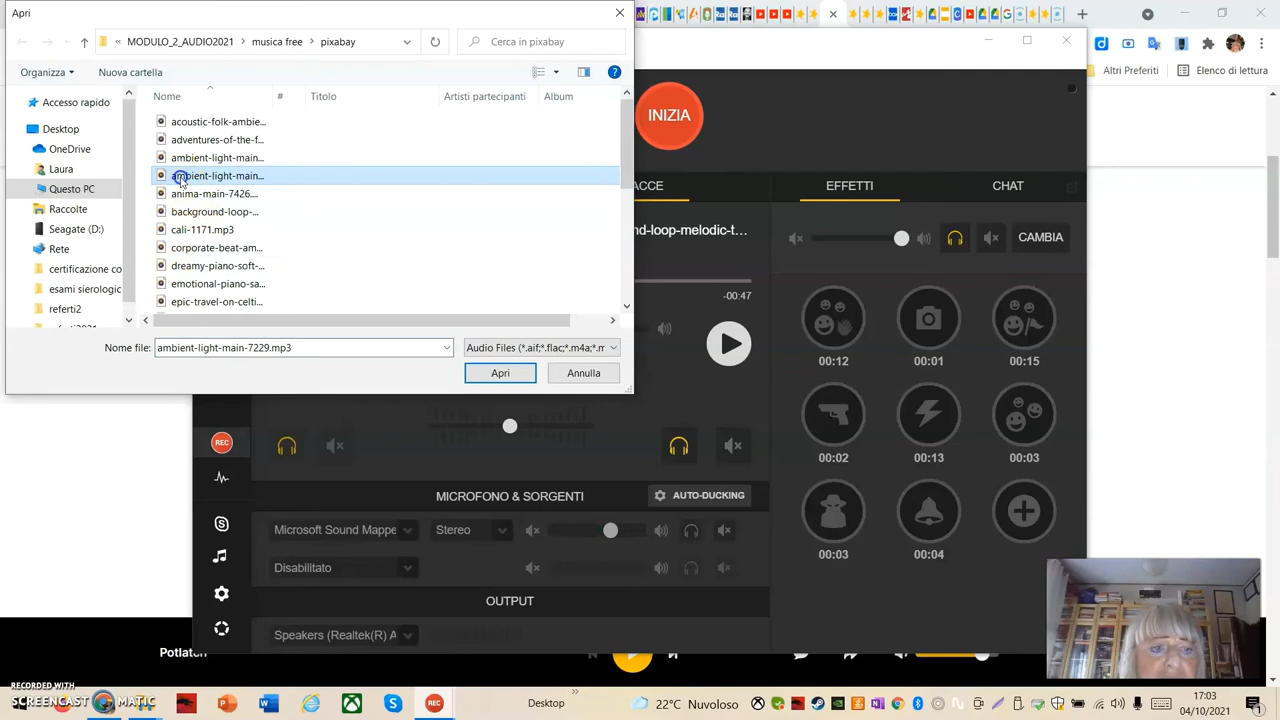 Apri
MODULO_2_AUDIO2021
musica free
pixabay
Cerca in pixabay
Organizza
Nuova cartella
Altri Preferiti
Elenco di lettura
Accesso rapido
Desktop
OneDrive
Laura
Questo PC
Raccolte
Seagate (D:)
Rete
certificazione co
esami sierologic
referti2
Nome
#
Titolo
Artisti partecipanti
Album
acoustic-folk-ambie...
adventures-of-the-f...
ambient-light-main...
ambient-light-main...
anima-main-7426....
background-loop-...
cali-1171.mp3
corporate-beat-am...
dreamy-piano-soft-...
emotional-piano-sa...
epic-travel-on-celti...
Nome file:
ambient-light-main-7229.mp3
Audio Files (*.aif;*.flac;*.m4a;*.m
Apri
Annulla
INIZIA
ACCE
EFFETTI
CHAT
nd-loop-melodic-t...
-00:47
CAMBIA
00:12
00:01
00:15
00:02
00:13
00:03
00:03
00:04
REC
MICROFONO & SORGENTI
AUTO-DUCKING
Microsoft Sound Mappe
Stereo
Disabilitato
OUTPUT
Speakers (Realtek(R) A
Potlatch
RECORDED WITH
SCREENCAST
MATIC
REC
Desktop
22°C Nuvoloso
17:03
04/10/2021